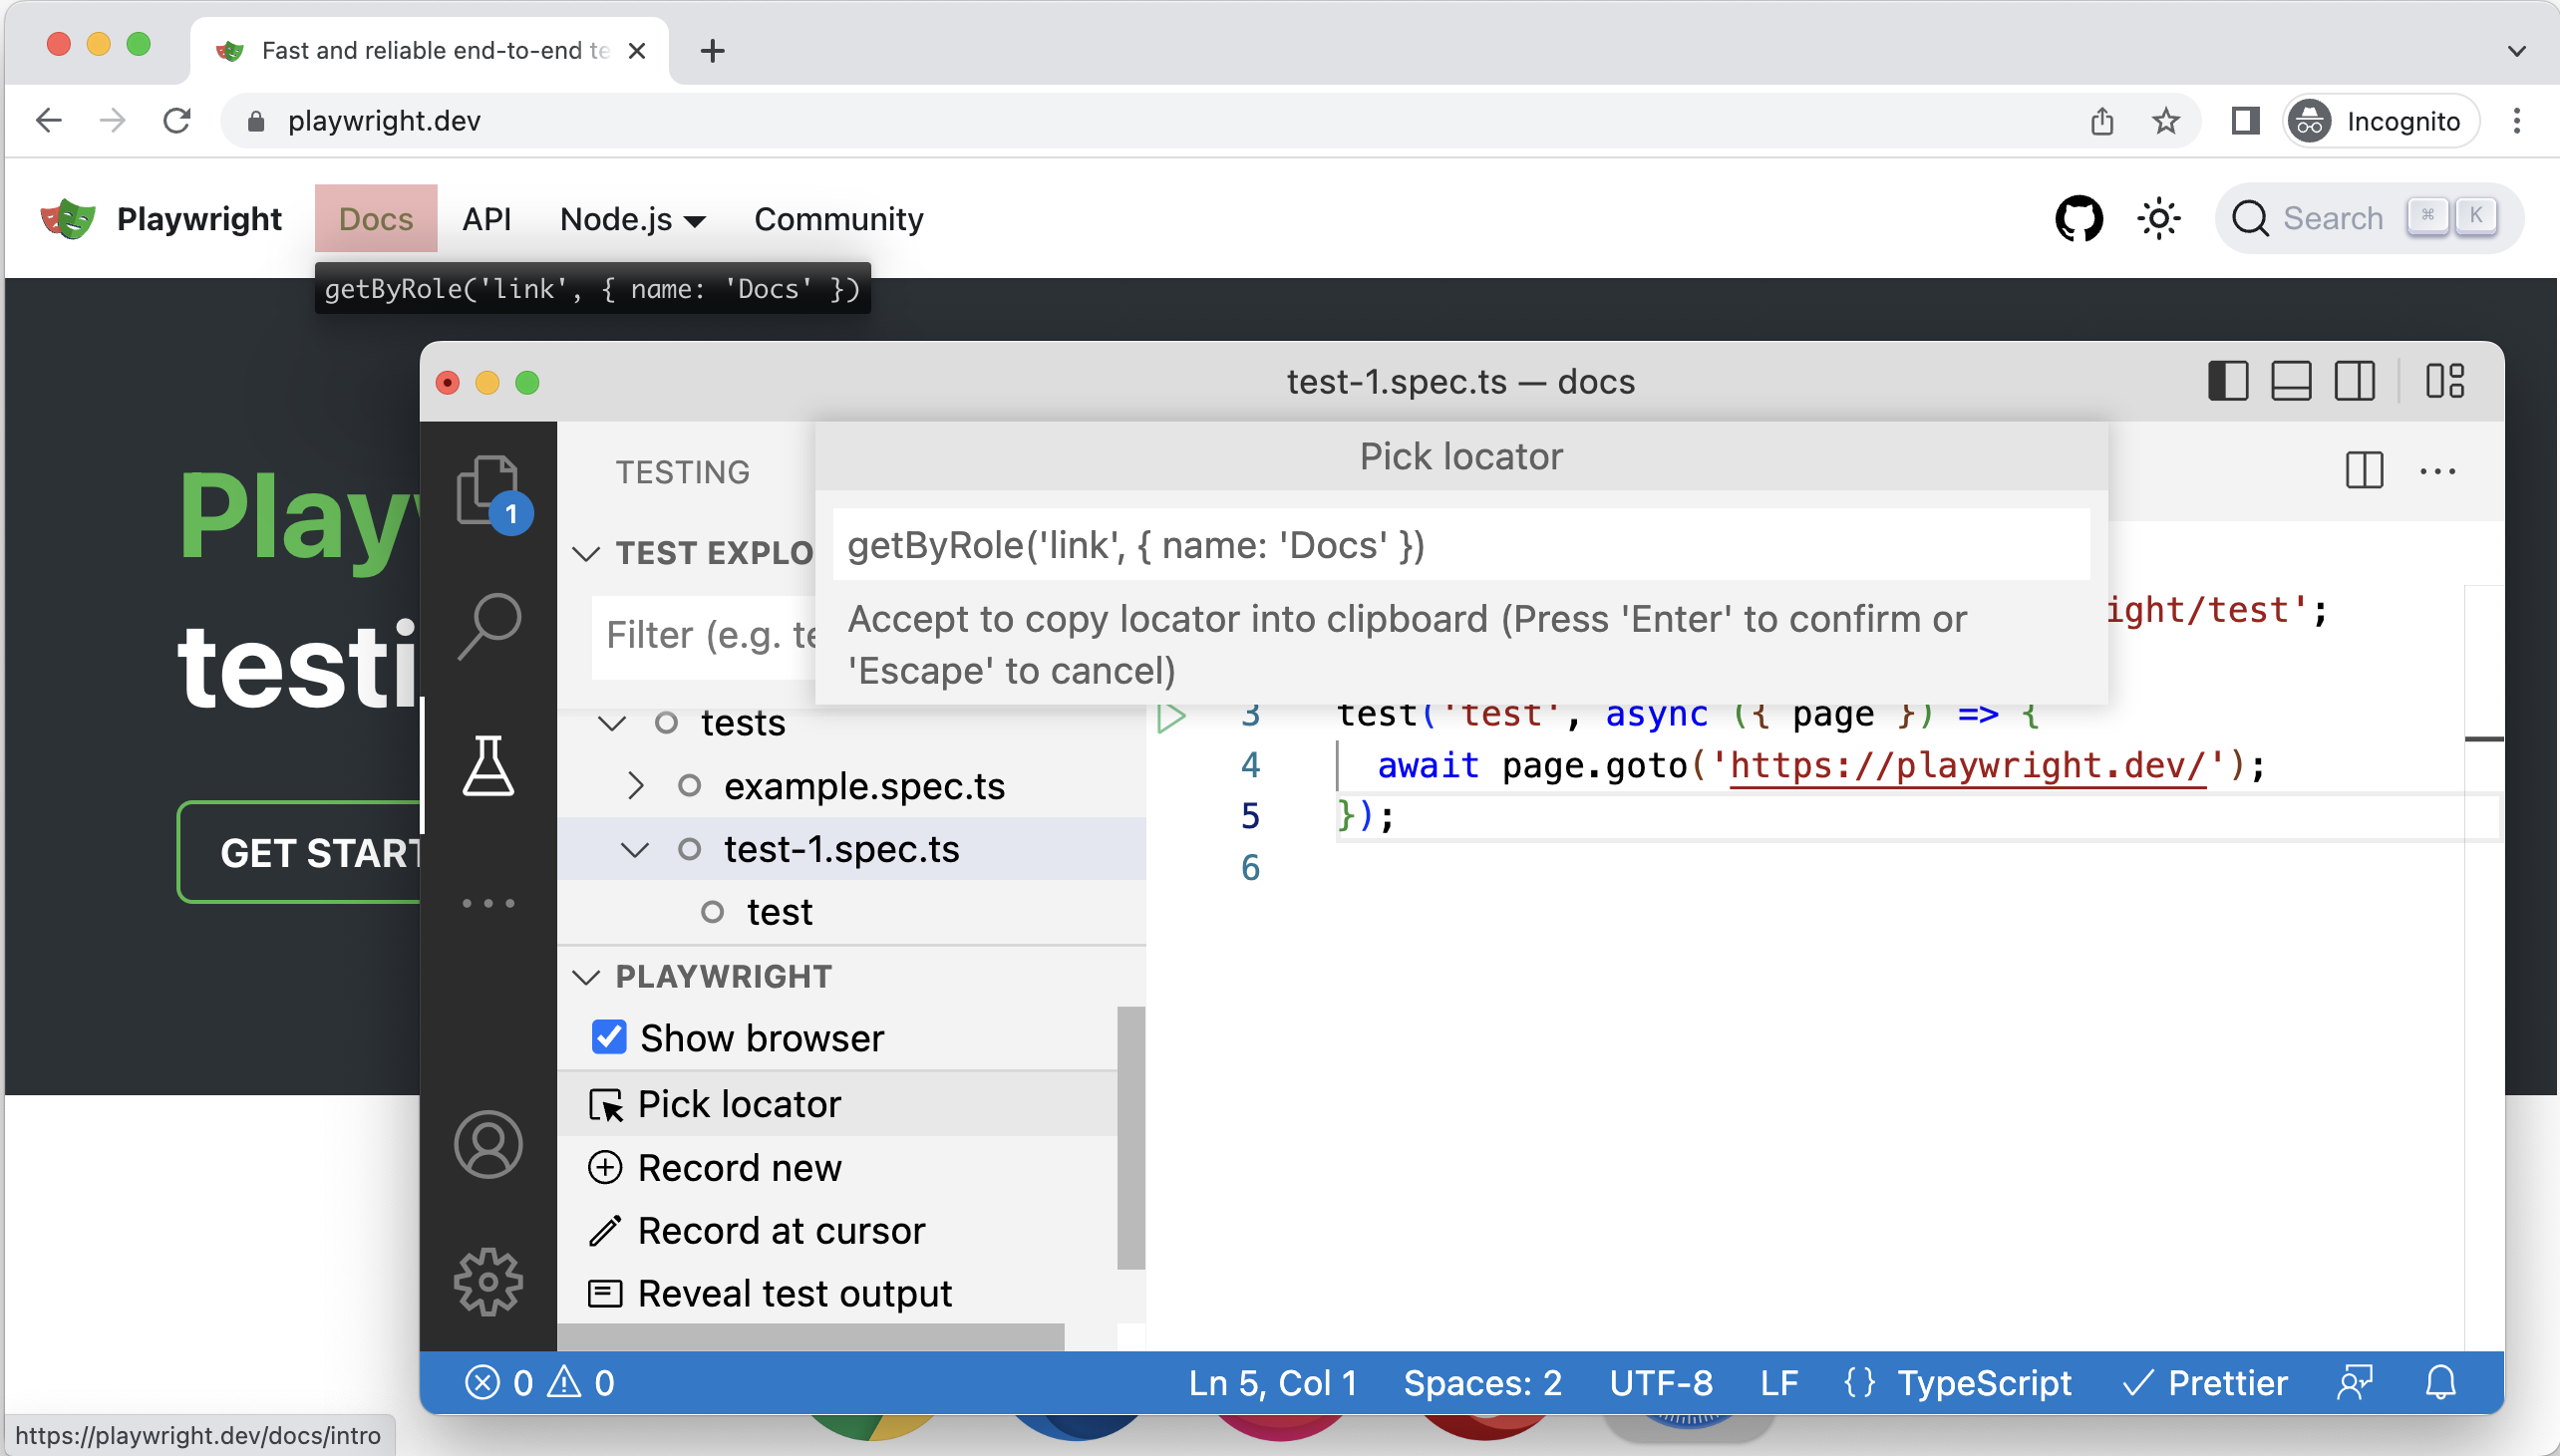 Fast and reliable end-to-end te
playwright.dev
Incognito
Playwright
Docs
API
Node.js
Community
Search
⌘ K
getByRole('link', { name: 'Docs' })
Play
testi
GET START
test-1.spec.ts — docs
1
TESTING
TEST EXPLO
Filter (e.g. te
Pick locator
getByRole('link', { name: 'Docs' })
Accept to copy locator into clipboard (Press 'Enter' to confirm or
'Escape' to cancel)
ight/test';
3 test('test', async ({ page }) => {
4 await page.goto('https://playwright.dev/');
5 });
6
tests
example.spec.ts
test-1.spec.ts
test
PLAYWRIGHT
Show browser
Pick locator
Record new
Record at cursor
Reveal test output
0 0
Ln 5, Col 1
Spaces: 2
UTF-8
LF
{} TypeScript
Prettier
https://playwright.dev/docs/intro